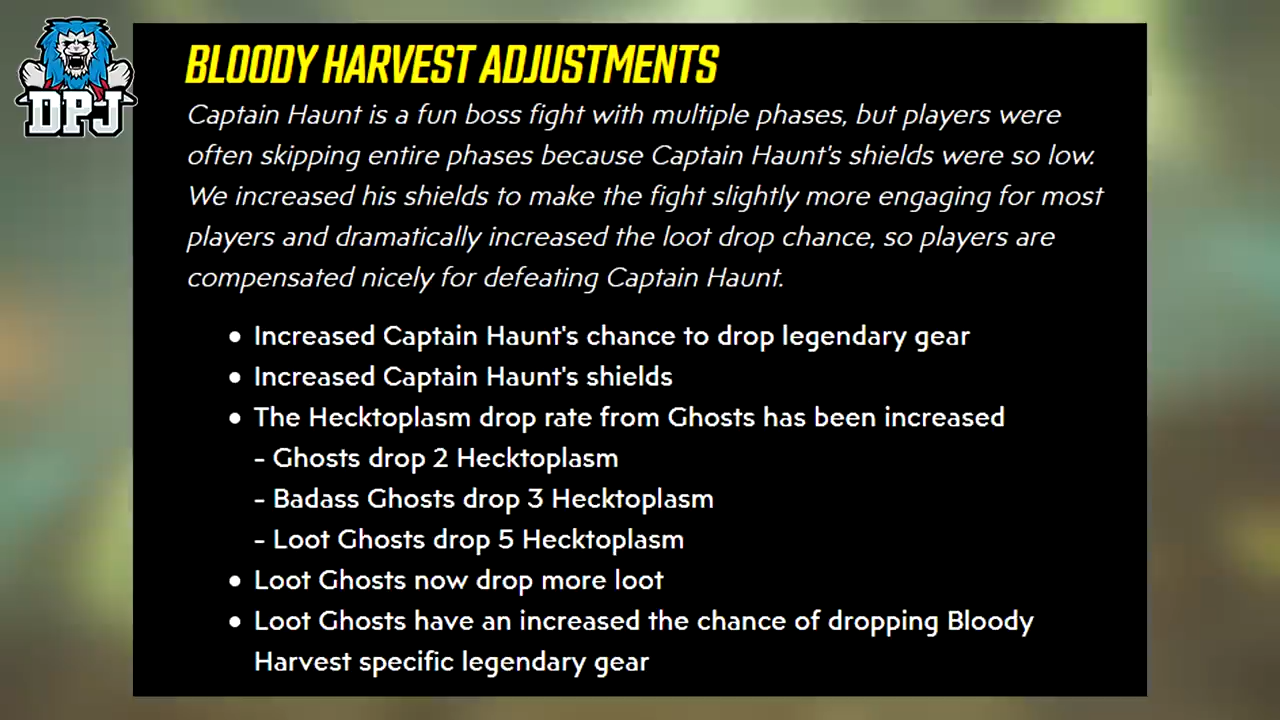 DPJ
BLOODY HARVEST ADJUSTMENTS
Captain Haunt is a fun boss fight with multiple phases, but players were
often skipping entire phases because Captain Haunt's shields were so low.
We increased his shields to make the fight slightly more engaging for most
players and dramatically increased the loot drop chance, so players are
compensated nicely for defeating Captain Haunt.
• Increased Captain Haunt's chance to drop legendary gear
• Increased Captain Haunt's shields
• The Hecktoplasm drop rate from Ghosts has been increased
- Ghosts drop 2 Hecktoplasm
- Badass Ghosts drop 3 Hecktoplasm
- Loot Ghosts drop 5 Hecktoplasm
• Loot Ghosts now drop more loot
• Loot Ghosts have an increased the chance of dropping Bloody
Harvest specific legendary gear